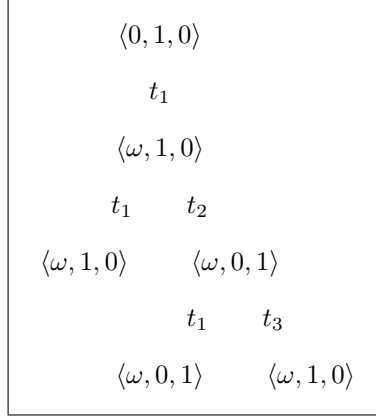 ⟨0, 1, 0⟩
t₁
⟨ω, 1, 0⟩
t₁ t₂
⟨ω, 1, 0⟩ ⟨ω, 0, 1⟩
t₁ t₃
⟨ω, 0, 1⟩ ⟨ω, 1, 0⟩